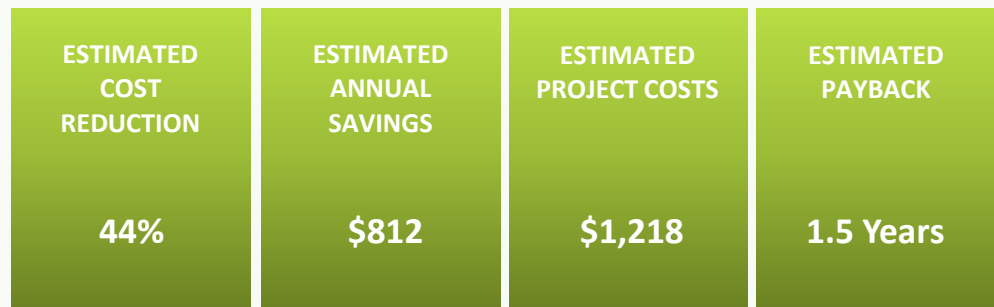 ESTIMATED
COST
REDUCTION
44%
ESTIMATED
ANNUAL
SAVINGS
$812
ESTIMATED
PROJECT COSTS
$1,218
ESTIMATED
PAYBACK
1.5 Years